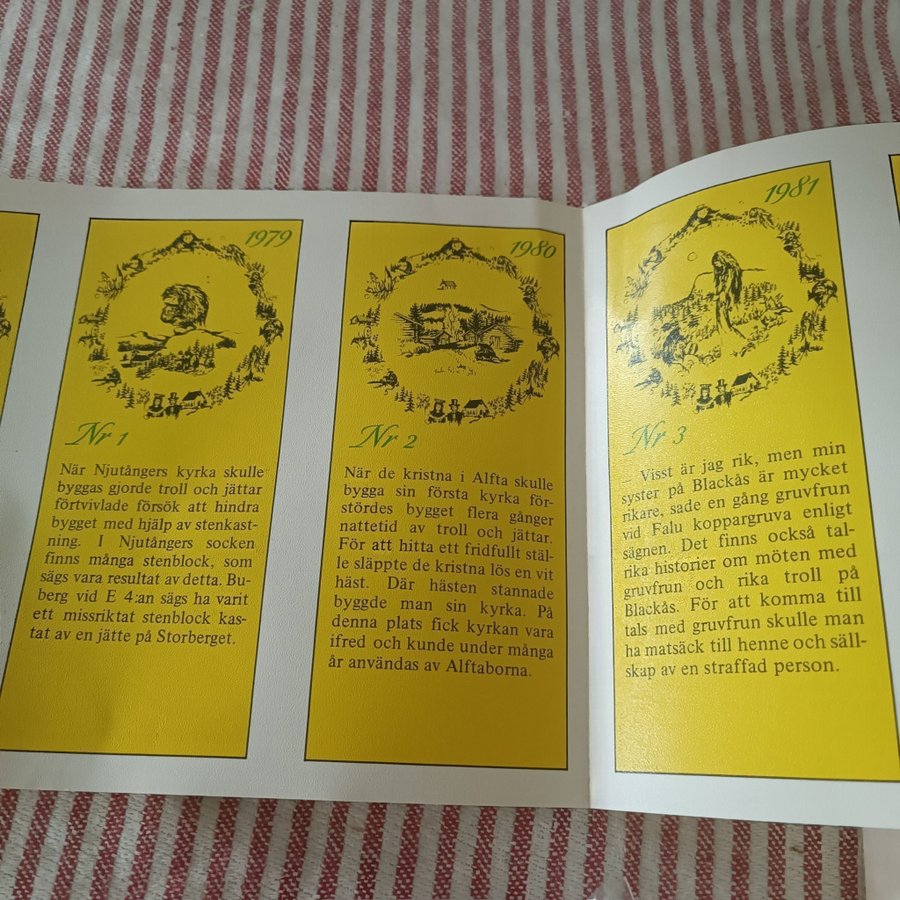 1979
Nr 1
När Njutångers kyrka skulle
byggas gjorde troll och jättar
förtvivlade försök att hindra
bygget med hjälp av stenkast-
ning. I Njutångers socken
finns många stenblock, som
sägs vara resultat av detta. Bu-
berg vid E 4:an sägs ha varit
ett missriktat stenblock kas-
tat av en jätte på Storberget.
1980
Nr 2
När de kristna i Alfta skulle
bygga sin första kyrka för-
stördes bygget flera gånger
nattetid av troll och jättar.
För att hitta ett fridfullt stäl-
le släppte de kristna lös en vit
häst. Där hästen stannade
byggde man sin kyrka. På
denna plats fick kyrkan vara
ifred och kunde under många
år användas av Alftaborna.
1981
Nr 3
– Visst är jag rik, men min
syster på Blackås är mycket
rikare, sade en gång gruvfrun
vid Falu koppargruva enligt
sägnen. Det finns också tal-
rika historier om möten med
gruvfrun och rika troll på
Blackås. För att komma till
tals med gruvfrun skulle man
ha matsäck till henne och säll-
skap av en straffad person.